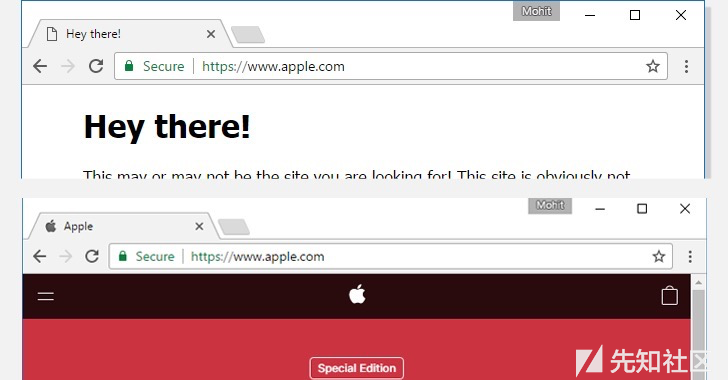 Mohit
Hey there!
Secure https://www.apple.com
Hey there!
This may or may not be the site you are looking for! This site is obviously not
Mohit
Apple
Secure https://www.apple.com
Special Edition
先知社区